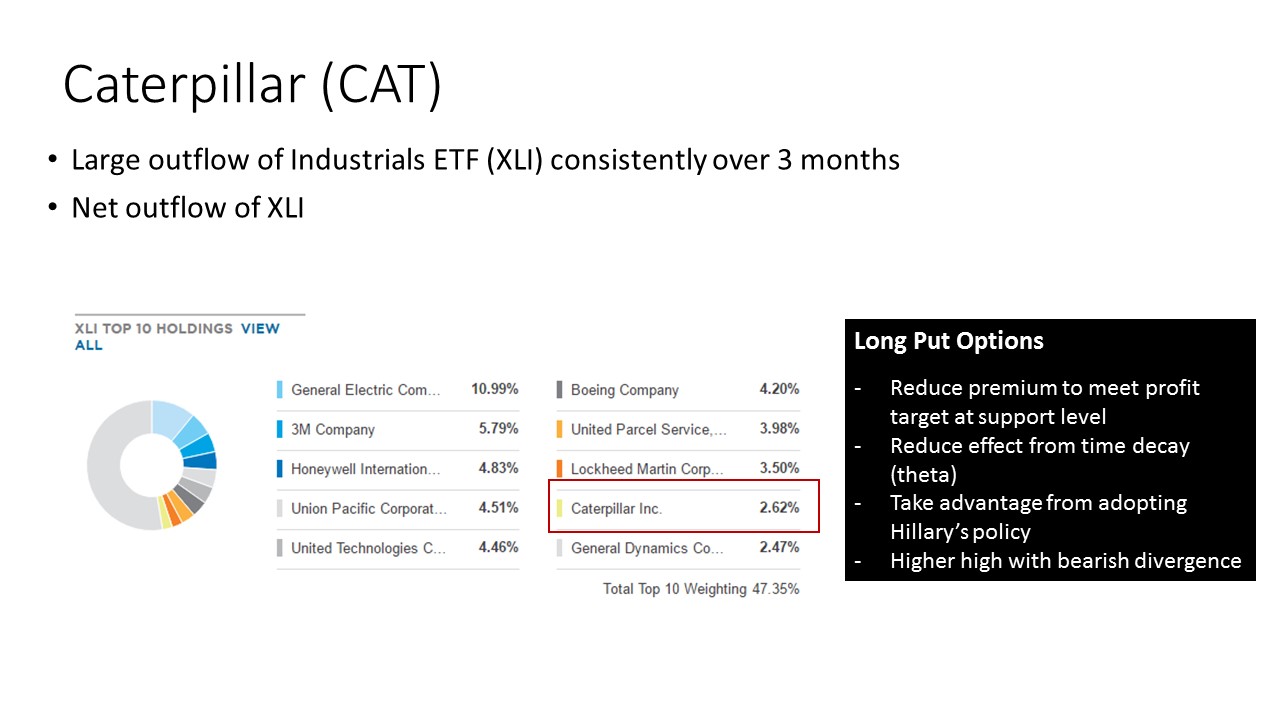 Caterpillar (CAT)
• Large outflow of Industrials ETF (XLI) consistently over 3 months
• Net outflow of XLI
XLI TOP 10 HOLDINGS VIEW
ALL
General Electric Com... 10.99%
3M Company 5.79%
Honeywell Internation... 4.83%
Union Pacific Corporat... 4.51%
United Technologies C... 4.46%
Boeing Company 4.20%
United Parcel Service,... 3.98%
Lockheed Martin Corp... 3.50%
Caterpillar Inc. 2.62%
General Dynamics Co... 2.47%
Total Top 10 Weighting 47.35%
Long Put Options
- Reduce premium to meet profit
target at support level
- Reduce effect from time decay
(theta)
- Take advantage from adopting
Hillary's policy
- Higher high with bearish divergence